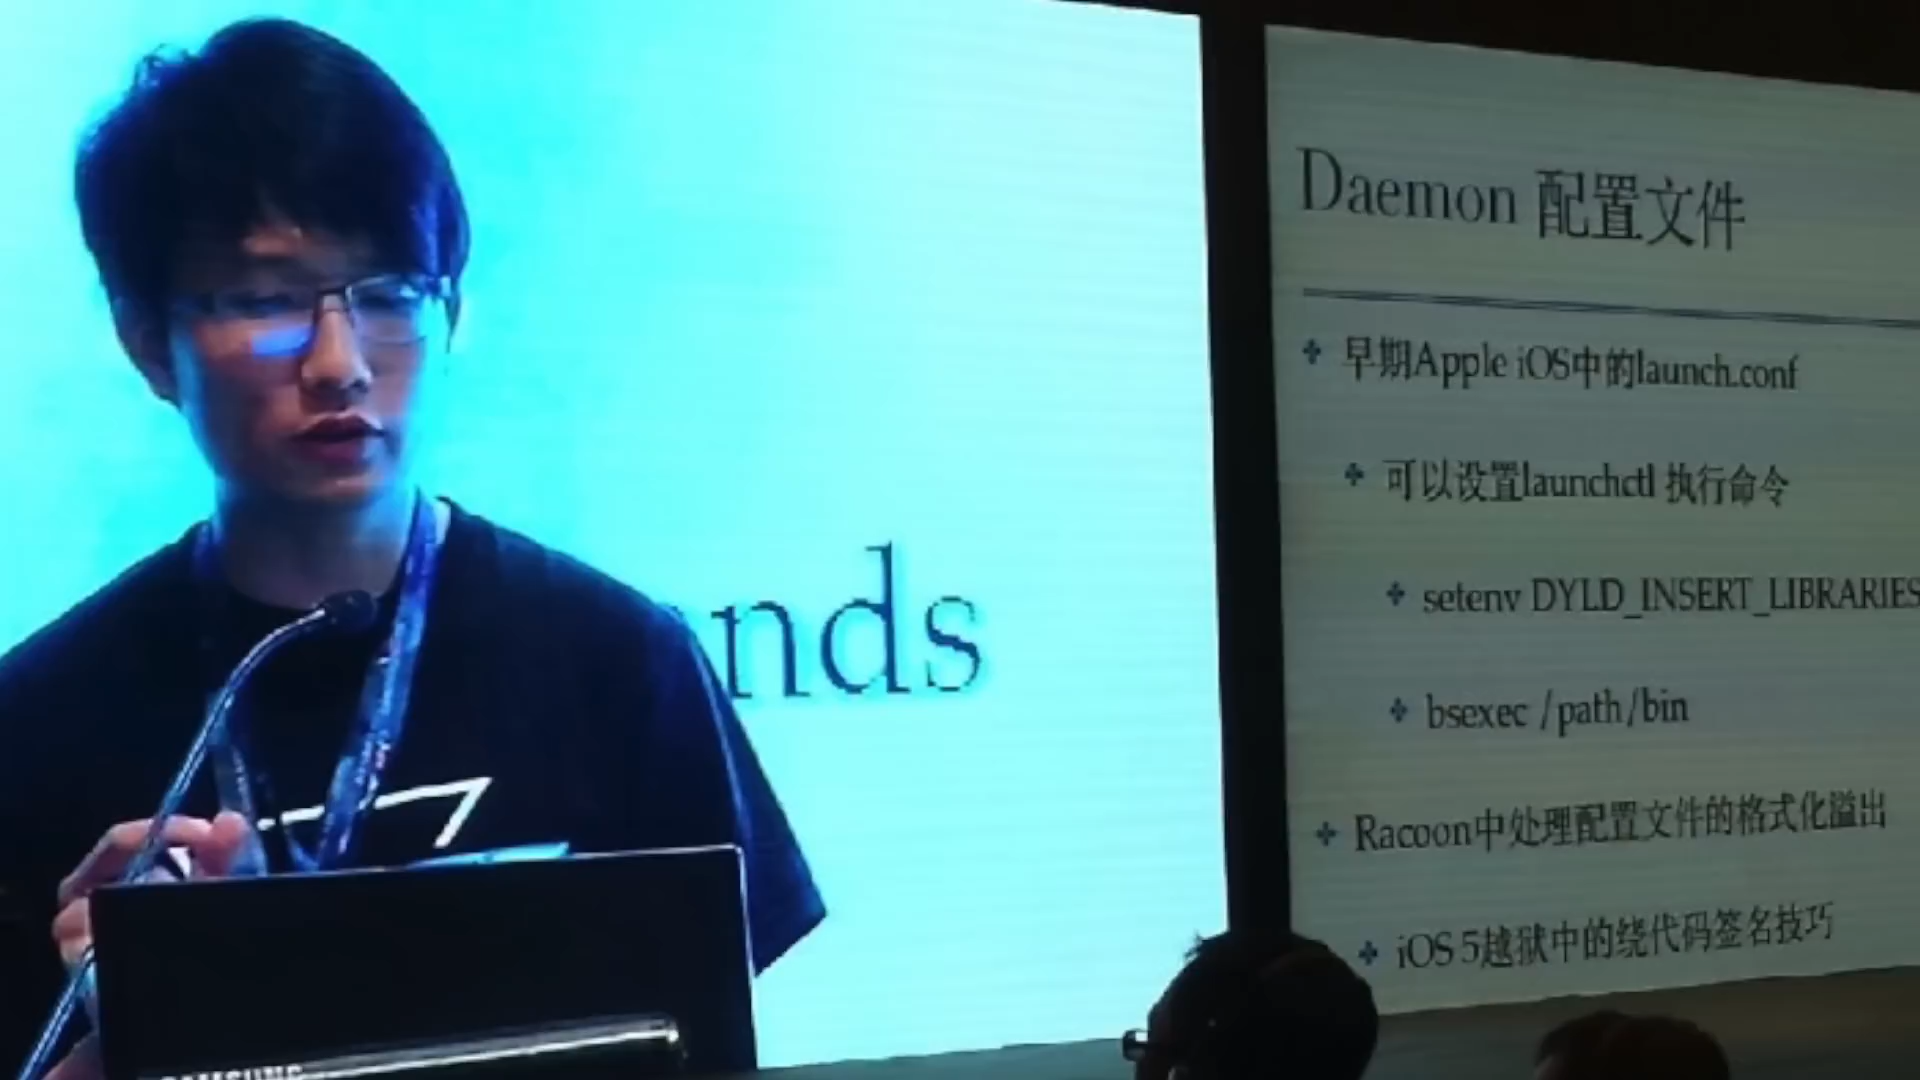 nds
Daemon 配置文件
早期Apple iOS中的launch.conf
可以设置launchctl 执行命令
setenv DYLD_INSERT_LIBRARIES
bsexec /path/bin
Racoon中处理配置文件的格式化溢出
iOS 5越狱中的绕代码签名技巧
SAMSUNG